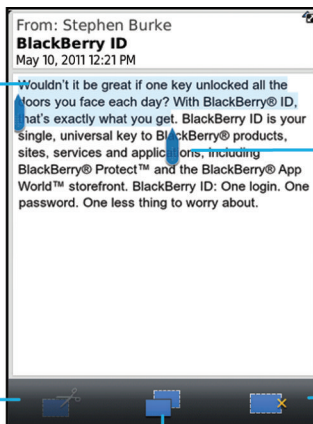 From: Stephen Burke
BlackBerry ID
May 10, 2011 12:21 PM
Wouldn't it be great if one key unlocked all the
doors you face each day? With BlackBerry® ID,
that's exactly what you get. BlackBerry ID is your
single, universal key to BlackBerry® products,
sites, services and applications, including
BlackBerry® Protect™ and the BlackBerry® App
World™ storefront. BlackBerry ID: One login. One
password. One less thing to worry about.